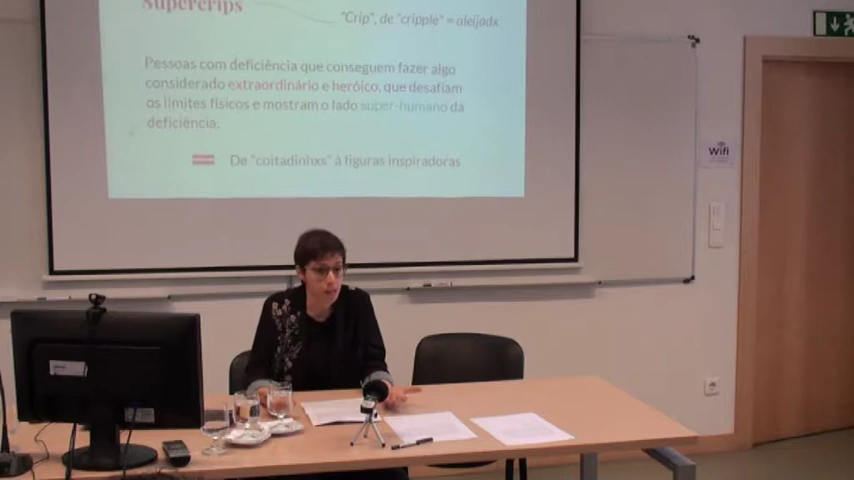 Supercrips
"Crip", de "cripple" = aleijadx
Pessoas com deficiência que conseguem fazer algo
considerado extraordinário e heróico, que desafiam
os limites físicos e mostram o lado super-humano da
deficiência.
= De "coitadinhxs" à figuras inspiradoras
Wifi